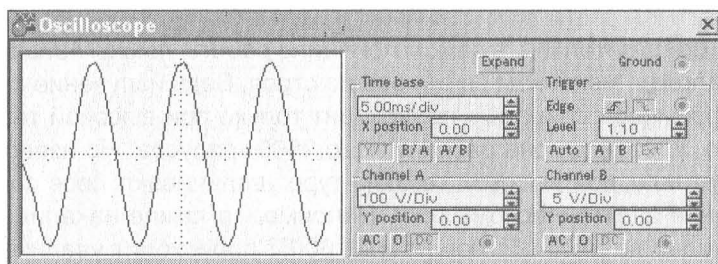 Oscilloscope
Expand
Ground
Time base
5.00ms/div
X position 0.00
Y/T B/A A/B
Trigger
Edge
Level 1.10
Auto A B Ext
Channel A
100 V/Div
Y position 0.00
AC 0 DC
Channel B
5 V/Div
Y position 0.00
AC 0 DC